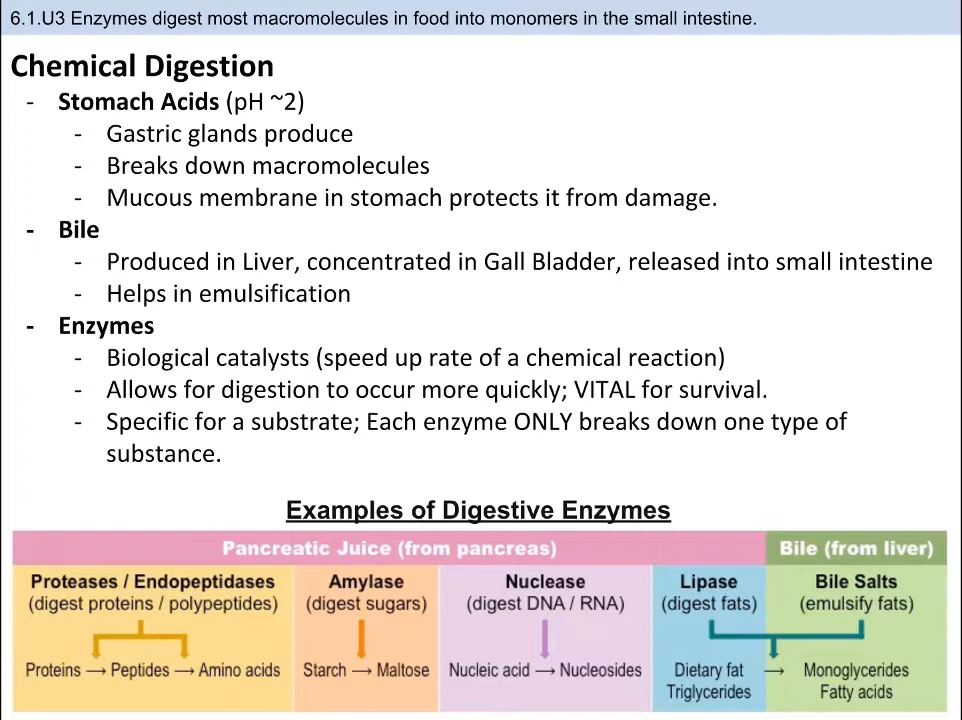 6.1.U3 Enzymes digest most macromolecules in food into monomers in the small intestine.
Chemical Digestion
- Stomach Acids (pH ~2)
- Gastric glands produce
- Breaks down macromolecules
- Mucous membrane in stomach protects it from damage.
- Bile
- Produced in Liver, concentrated in Gall Bladder, released into small intestine
- Helps in emulsification
- Enzymes
- Biological catalysts (speed up rate of a chemical reaction)
- Allows for digestion to occur more quickly; VITAL for survival.
- Specific for a substrate; Each enzyme ONLY breaks down one type of
substance.
Examples of Digestive Enzymes
Pancreatic Juice (from pancreas)
Bile (from liver)
Proteases / Endopeptidases
(digest proteins / polypeptides)
Proteins → Peptides → Amino acids
Amylase
(digest sugars)
Starch → Maltose
Nuclease
(digest DNA / RNA)
Nucleic acid → Nucleosides
Lipase
(digest fats)
Bile Salts
(emulsify fats)
Dietary fat → Monoglycerides
Triglycerides Fatty acids